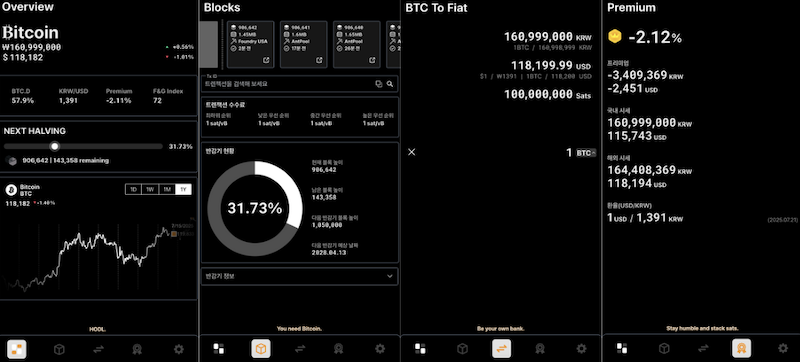 Overview
Bitcoin
₩160,999,000
+0.56%
$ 118,182
-1.01%
BTC.D
KRW/USD
Premium
F&G Index
57.9%
1,391
-2.11%
72
NEXT HALVING
31.73%
906,642 | 143,358 remaining
Bitcoin
BTC
1D
1W
1M
1Y
118,182
HODL.
Blocks
906,642
1.45MB
Foundry USA
2분 전
906,641
1.6MB
AntPool
17분 전
906,640
1.65MB
AntPool
20분 전
Tx ID
트랜잭션을 검색해 보세요
트랜잭션 수수료
낮은 우선 순위
중간 우선 순위
높은 우선 순위
1 sat/vB
1 sat/vB
1 sat/vB
1 sat/vB
반감기 현황
31.73%
현재 블록 높이
906,642
남은 블록 높이
143,358
다음 반감기 블록 높이
1,050,000
다음 반감기 예상 날짜
2028.04.13
반감기 정보
You need Bitcoin.
BTC To Fiat
160,999,000 KRW
1BTC / 160,998,999 KRW
118,199.99 USD
$1 / ₩1391 | 1BTC / 118,200 USD
100,000,000 Sats
1 BTC
Be your own bank.
Premium
-2.12%
프리미엄
-3,409,369 KRW
-2,451 USD
국내 시세
160,999,000 KRW
115,743 USD
해외 시세
164,408,369 KRW
118,194 USD
환율(USD/KRW)
1 USD / 1,391 KRW
(2025.07.21)
Stay humble and stack sats.